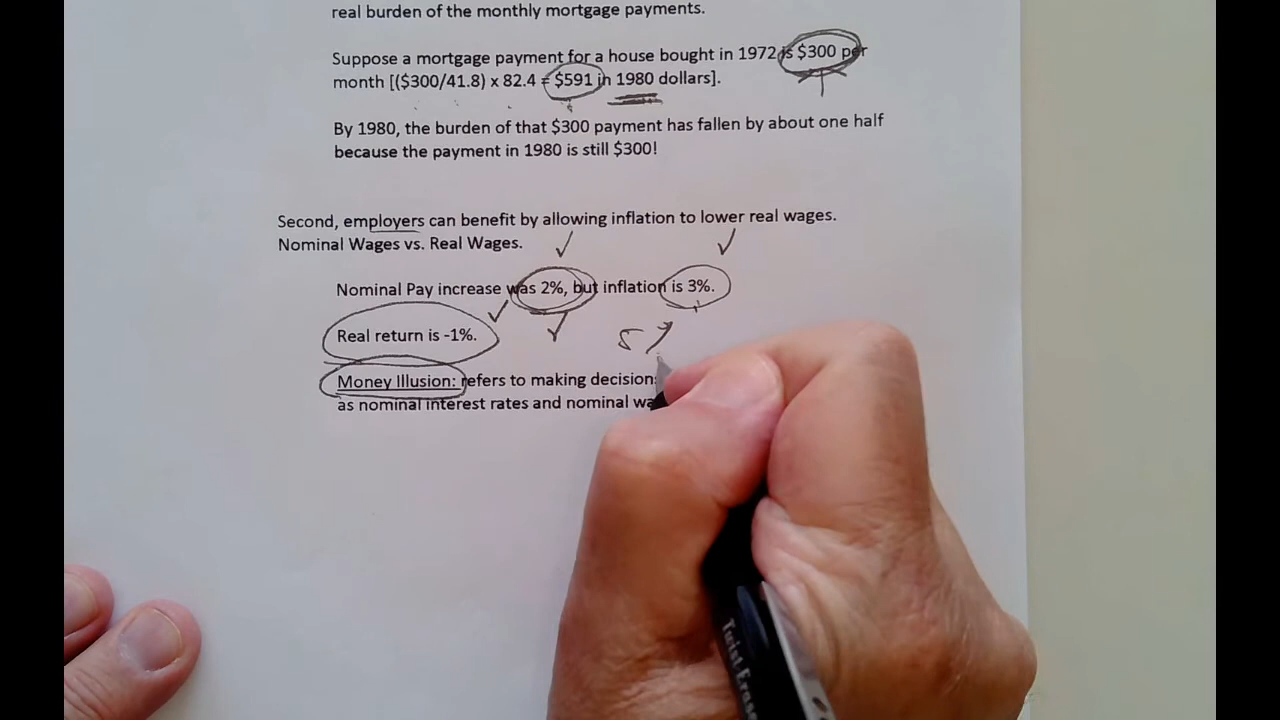 real burden of the monthly mortgage payments.
Suppose a mortgage payment for a house bought in 1972 is $300 per
month [($300/41.8) x 82.4 = $591 in 1980 dollars].
By 1980, the burden of that $300 payment has fallen by about one half
because the payment in 1980 is still $300!
Second, employers can benefit by allowing inflation to lower real wages.
Nominal Wages vs. Real Wages.
Nominal Pay increase was 2%, but inflation is 3%.
Real return is -1%.
5%
Money Illusion: refers to making decision
as nominal interest rates and nominal
Twist-Erase